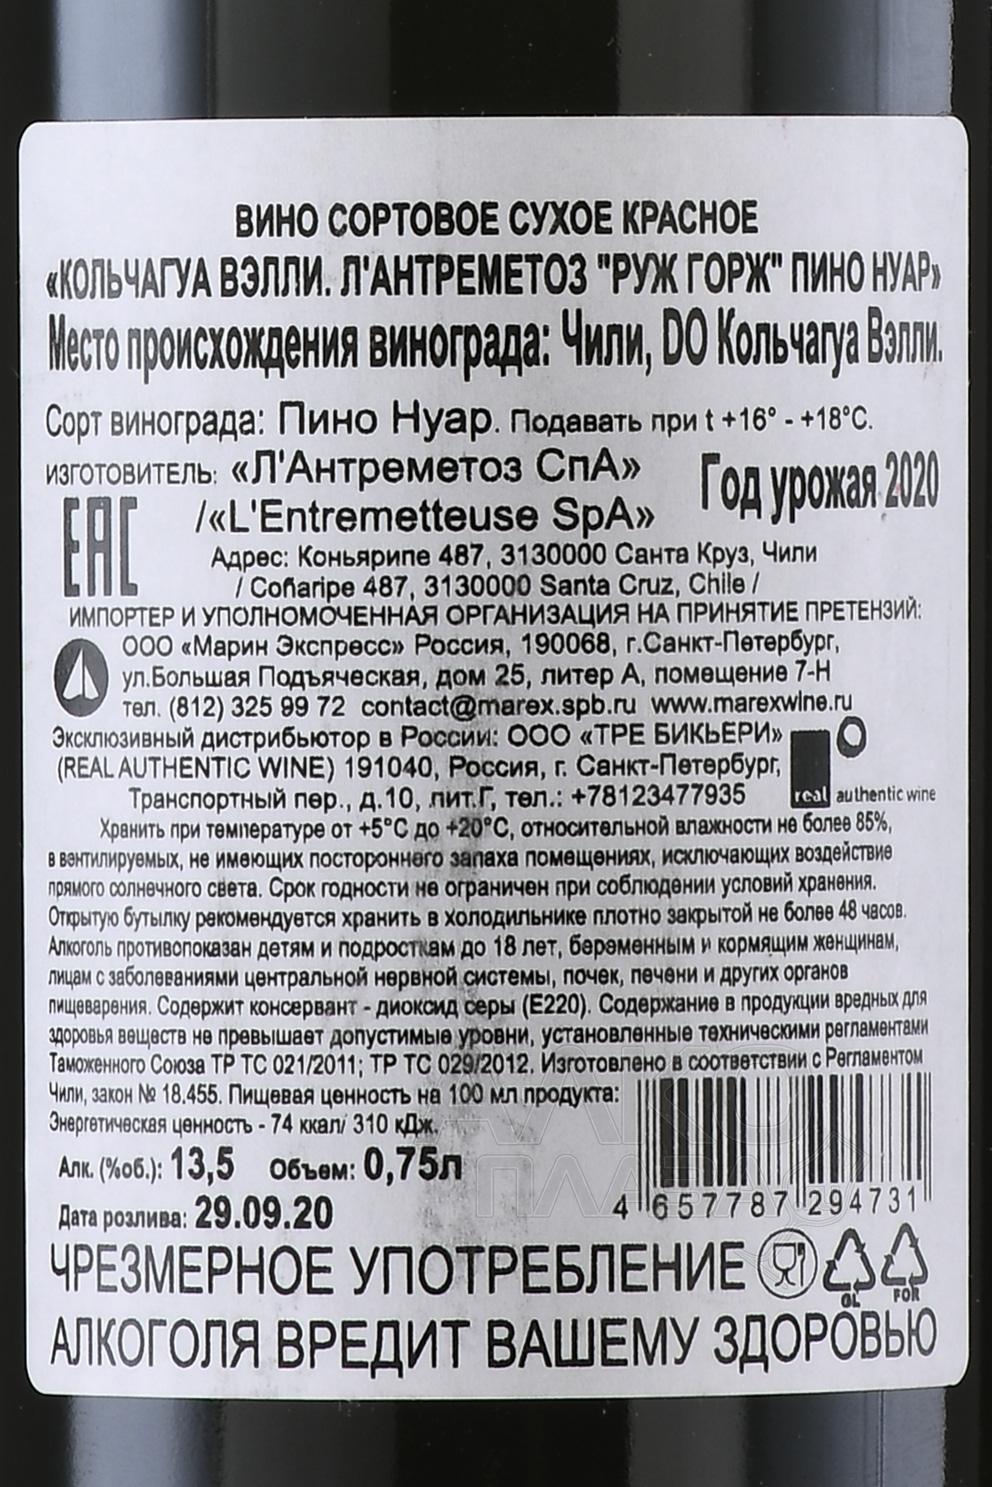 ВИНО СОРТОВОЕ СУХОЕ КРАСНОЕ
«КОЛЬЧАГУА ВЭЛЛИ. Л'АНТРЕМЕТОЗ "РУЖ ГОРЖ" ПИНО НУАР»
Место происхождения винограда: Чили, DO Кольчагуа Вэлли.
Сорт винограда: Пино Нуар. Подавать при t +16° - +18°C.
ИЗГОТОВИТЕЛЬ: «Л'Антреметоз СпА»
/«L'Entremetteuse SpA»
Год урожая 2020
EAC
Адрес: Коньярипе 487, 3130000 Санта Круз, Чили
/ Coñaripe 487, 3130000 Santa Cruz, Chile /
ИМПОРТЕР И УПОЛНОМОЧЕННАЯ ОРГАНИЗАЦИЯ НА ПРИНЯТИЕ ПРЕТЕНЗИЙ:
ООО «Марин Экспресс» Россия, 190068, г.Санкт-Петербург,
ул.Большая Подъяческая, дом 25, литер А, помещение 7-Н
тел. (812) 325 99 72 contact@marex.spb.ru www.marexwine.ru
Эксклюзивный дистрибьютор в России: ООО «ТРЕ БИКЬЕРИ»
(REAL AUTHENTIC WINE) 191040, Россия, г. Санкт-Петербург,
Транспортный пер., д.10, лит.Г, тел.: +78123477935
real authentic wine
Хранить при температуре от +5°C до +20°C, относительной влажности не более 85%,
в вентилируемых, не имеющих постороннего запаха помещениях, исключающих воздействие
прямого солнечного света. Срок годности не ограничен при соблюдении условий хранения.
Открытую бутылку рекомендуется хранить в холодильнике плотно закрытой не более 48 часов.
Алкоголь противопоказан детям и подросткам до 18 лет, беременным и кормящим женщинам,
лицам с заболеваниями центральной нервной системы, почек, печени и других органов
пищеварения. Содержит консервант - диоксид серы (Е220). Содержание в продукции вредных для
здоровья веществ не превышает допустимые уровни, установленные техническими регламентами
Таможенного Союза ТР ТС 021/2011; ТР ТС 029/2012. Изготовлено в соответствии с Регламентом
Чили, закон № 18.455. Пищевая ценность на 100 мл продукта:
Энергетическая ценность - 74 ккал/ 310 кДж.
Алк. (%об.): 13,5 Объем: 0,75л
Дата розлива: 29.09.20
4 657787 294731
GL FOR
ЧРЕЗМЕРНОЕ УПОТРЕБЛЕНИЕ
АЛКОГОЛЯ ВРЕДИТ ВАШЕМУ ЗДОРОВЬЮ